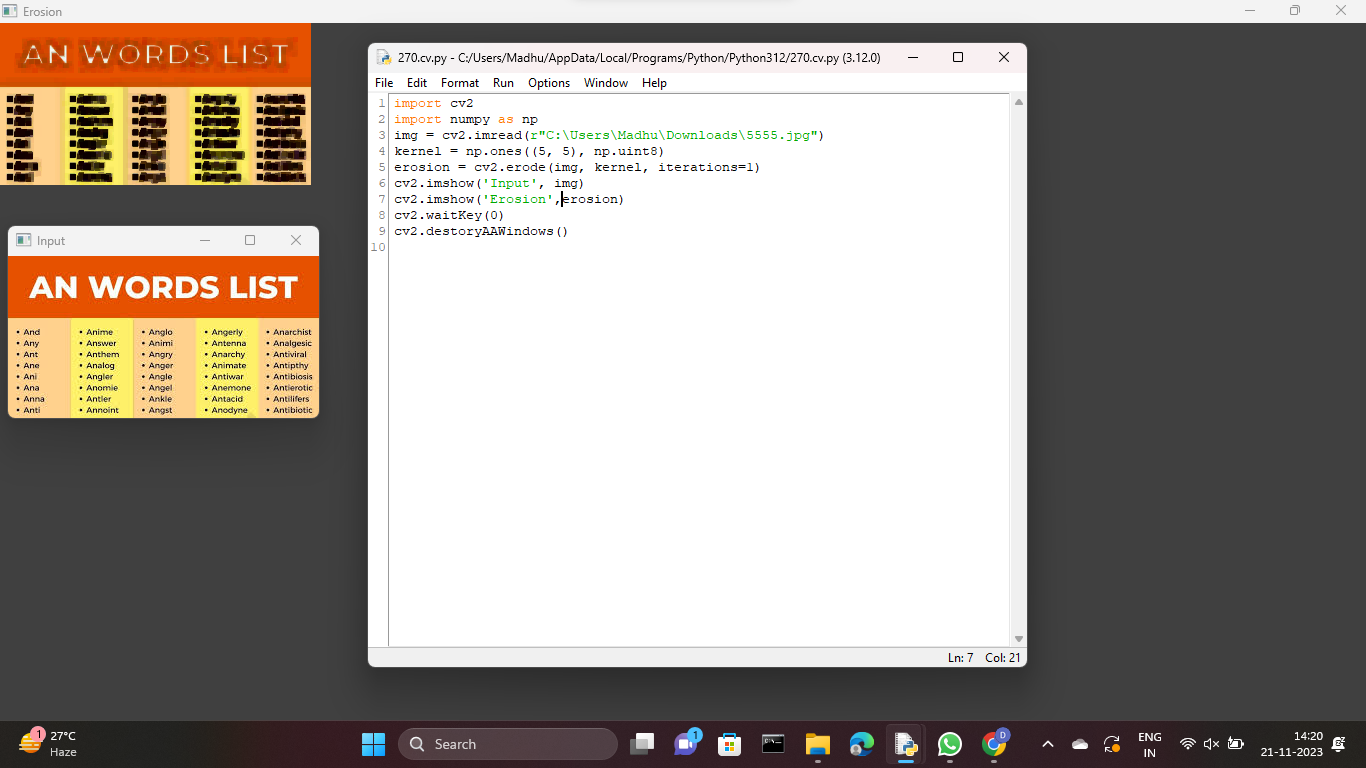 Erosion
AN WORDS LIST
270.cv.py - C:/Users/Madhu/AppData/Local/Programs/Python/Python312/270.cv.py (3.12.0)
File Edit Format Run Options Window Help
1 import cv2
2 import numpy as np
3 img = cv2.imread(r"C:\Users\Madhu\Downloads\5555.jpg")
4 kernel = np.ones((5, 5), np.uint8)
5 erosion = cv2.erode(img, kernel, iterations=1)
6 cv2.imshow('Input', img)
7 cv2.imshow('Erosion',erosion)
8 cv2.waitKey(0)
9 cv2.destoryAAWindows()
10
Ln: 7 Col: 21
Input
AN WORDS LIST
• And • Anime • Anglo • Angerly • Anarchist
• Any • Answer • Animi • Antenna • Analgesic
• Ant • Anthem • Angry • Anarchy • Antiviral
• Ane • Analog • Anger • Animate • Antipthy
• Ani • Angler • Angle • Antiwar • Antibiosis
• Ana • Anomie • Angel • Anemone • Antierotic
• Anna • Antler • Ankle • Antacid • Antilifers
• Anti • Annoint • Angst • Anodyne • Antibiotic
1
27°C
Haze
Search
1
D
ENG
IN
14:20
21-11-2023